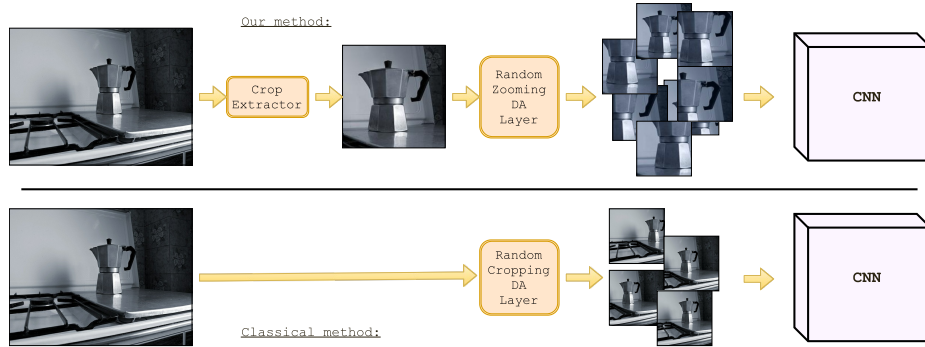 Our method:
Crop
Extractor
Random
Zooming
DA
Layer
CNN
Random
Cropping
DA
Layer
CNN
Classical method: